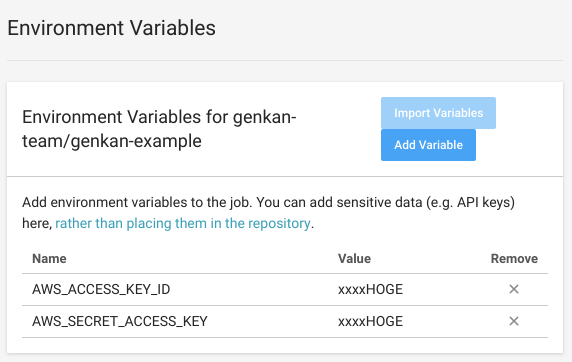 Environment Variables
Environment Variables for genkan-
team/genkan-example
Import Variables
Add Variable
Add environment variables to the job. You can add sensitive data (e.g. API keys)
here, rather than placing them in the repository.
Name Value Remove
AWS_ACCESS_KEY_ID xxxxHOGE ×
AWS_SECRET_ACCESS_KEY xxxxHOGE ×